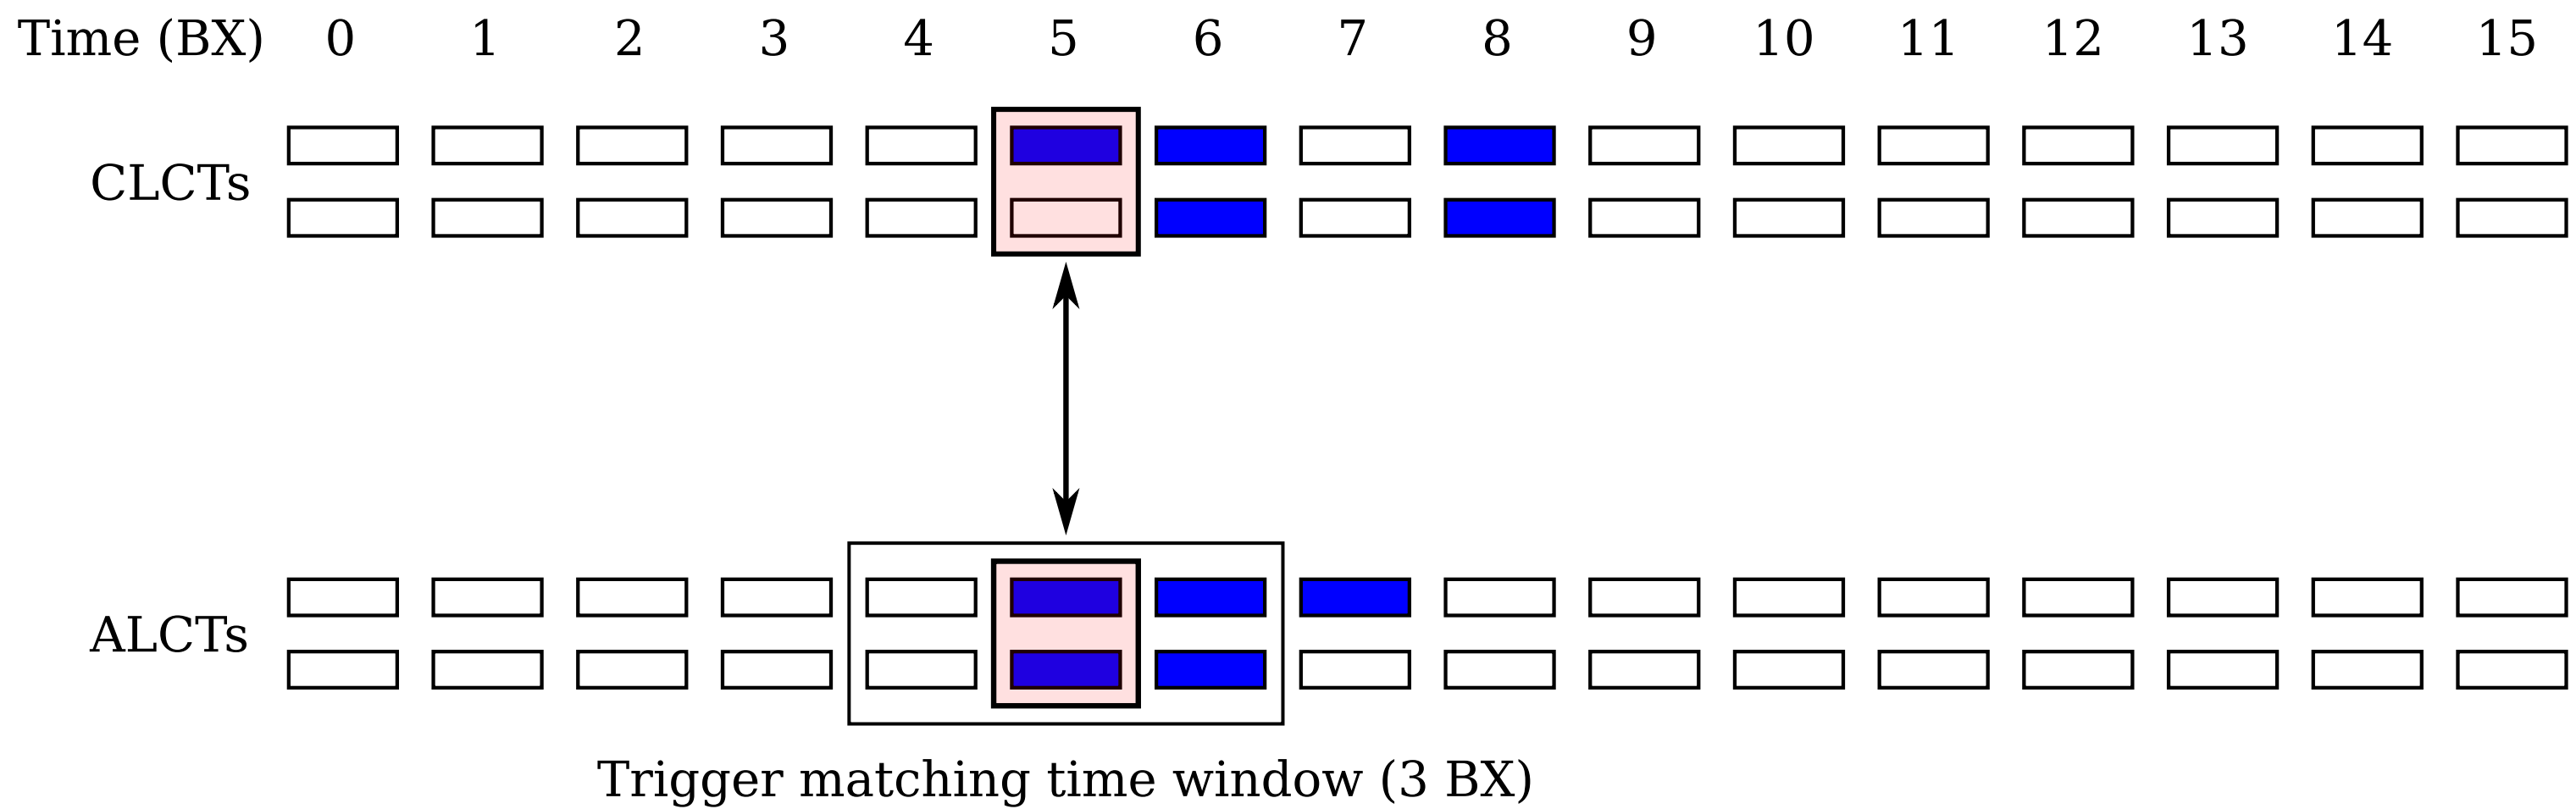 Time (BX) 0 1 2 3 4 5 6 7 8 9 10 11 12 13 14 15
CLCTs
ALCTs
Trigger matching time window (3 BX)